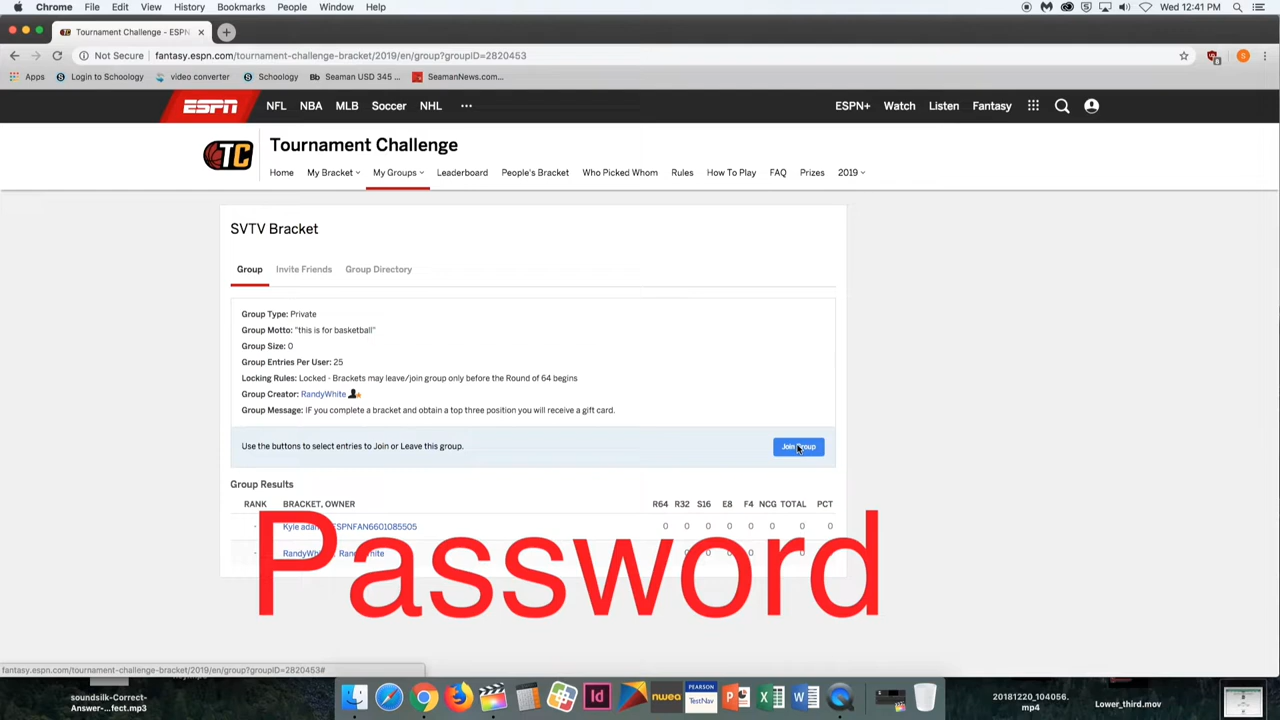 Chrome File Edit View History Bookmarks People Window Help Wed 12:41 PM
Tournament Challenge - ESPN
Not Secure fantasy.espn.com/tournament-challenge-bracket/2019/en/group?groupID=2820453
Apps Login to Schoology video converter Schoology Bb Seaman USD 345 ... SeamanNews.com...
ESPN NFL NBA MLB Soccer NHL ... ESPN+ Watch Listen Fantasy
TC Tournament Challenge
Home My Bracket My Groups Leaderboard People's Bracket Who Picked Whom Rules How To Play FAQ Prizes 2019
SVTV Bracket
Group Invite Friends Group Directory
Group Type: Private
Group Motto: "this is for basketball"
Group Size: 0
Group Entries Per User: 25
Locking Rules: Locked - Brackets may leave/join group only before the Round of 64 begins
Group Creator: RandyWhite
Group Message: IF you complete a bracket and obtain a top three position you will receive a gift card.
Use the buttons to select entries to Join or Leave this group. Join Group
Group Results
RANK BRACKET, OWNER R64 R32 S16 E8 F4 NCG TOTAL PCT
- Kyle 0 0 0 0 0 0 0 0
Password
fantasy.espn.com/tournament-challenge-bracket/2019/en/group?groupID=2820453#
nwea PEARSON TestNav Id
soundsilk-Correct-
Answer-...fect.mp3
20181220_104056.
mp4
Lower_third.mov